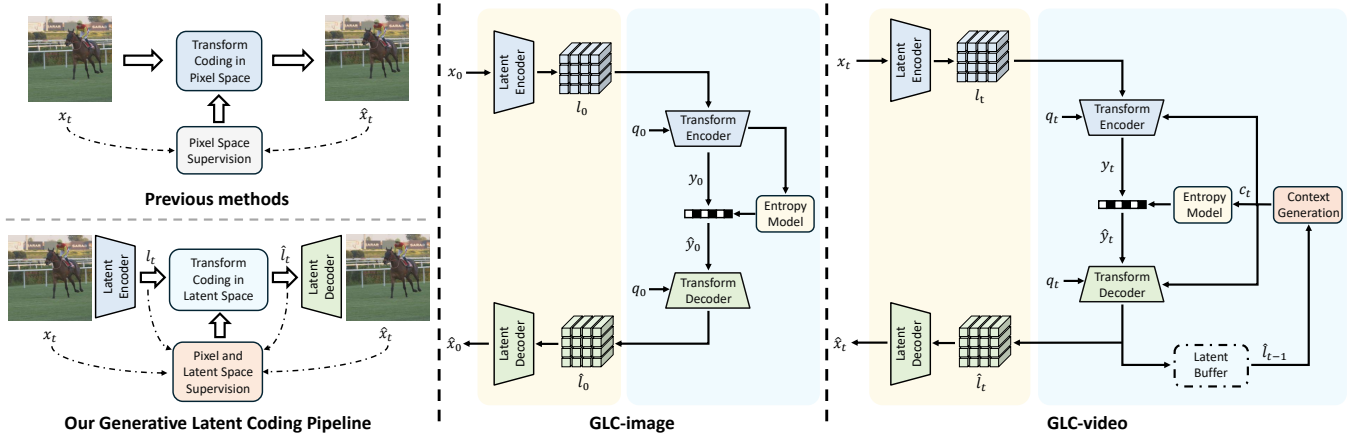 Transform
Coding in
Pixel Space
x_t
x̂_t
Pixel Space
Supervision
Previous methods
Latent
Encoder
l_t
Transform
Coding in
Latent Space
l̂_t
Latent
Decoder
x_t
x̂_t
Pixel and
Latent Space
Supervision
Our Generative Latent Coding Pipeline
x_0
Latent
Encoder
l_0
q_0
Transform
Encoder
y_0
Entropy
Model
ŷ_0
q_0
Transform
Decoder
x̂_0
Latent
Decoder
l̂_0
GLC-image
x_t
Latent
Encoder
l_t
q_t
Transform
Encoder
y_t
Entropy
Model
c_t
Context
Generation
ŷ_t
q_t
Transform
Decoder
x̂_t
Latent
Decoder
l̂_t
Latent
Buffer
l̂_{t-1}
GLC-video